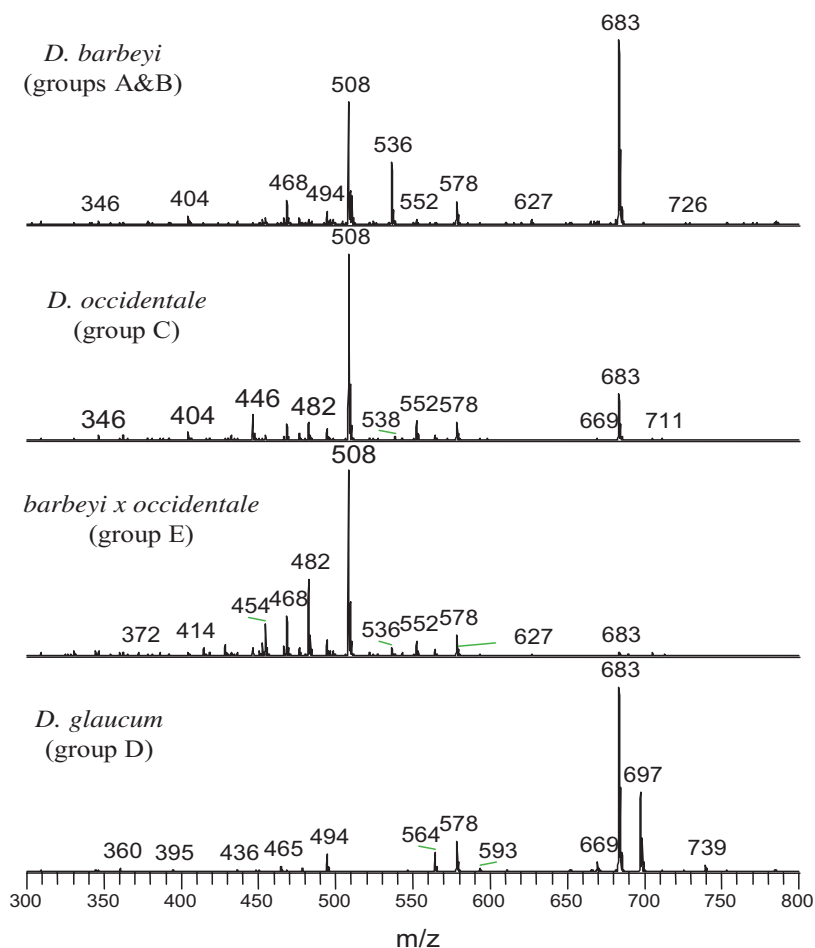 D. barbeyi
(groups A&B)
346 404 468 494 508 536 552 578 627 683 726
D. occidentale
(group C)
346 404 446 482 508 538 552 578 669 683 711
barbeyi x occidentale
(group E)
372 414 454 468 482 508 536 552 578 627 683
D. glaucum
(group D)
360 395 436 465 494 564 578 593 669 683 697 739
300 350 400 450 500 550 600 650 700 750 800
m/z